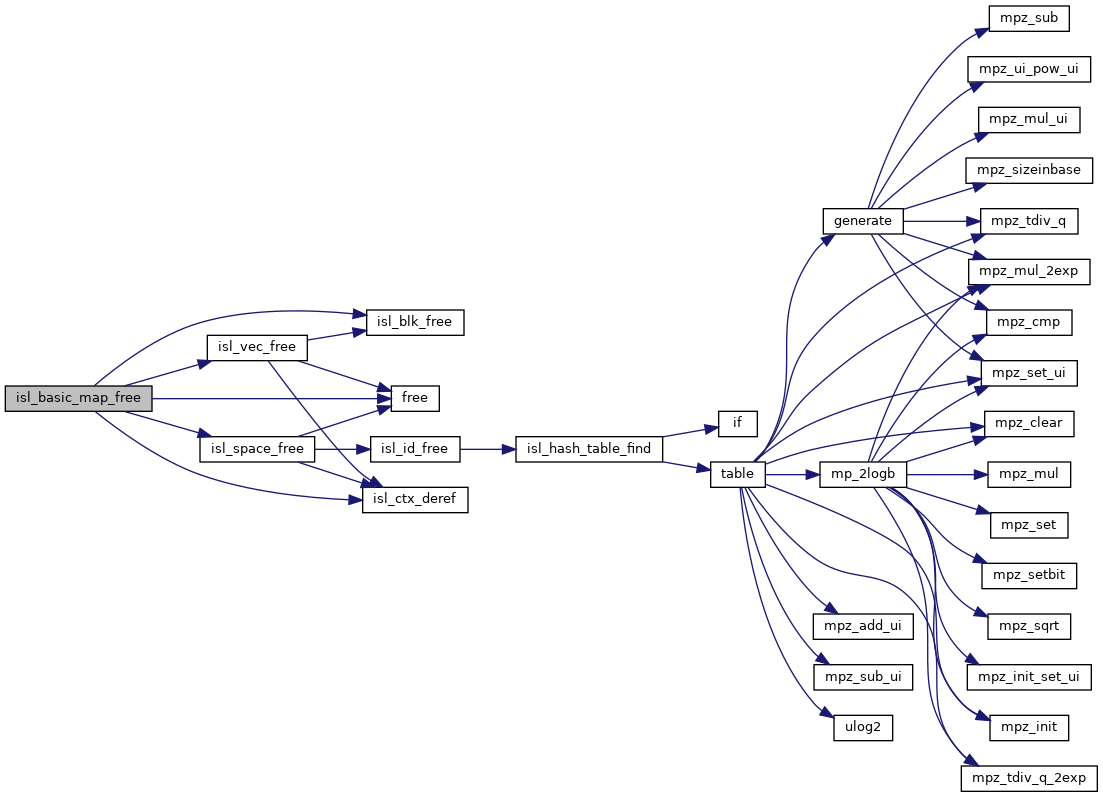 mpz_sub
mpz_ui_pow_ui
mpz_mul_ui
mpz_sizeinbase
generate
mpz_tdiv_q
mpz_mul_2exp
isl_blk_free
mpz_cmp
isl_vec_free
mpz_set_ui
isl_basic_map_free
free
if
mpz_clear
isl_space_free
isl_id_free
isl_hash_table_find
table
mp_2logb
mpz_mul
isl_ctx_deref
mpz_set
mpz_setbit
mpz_add_ui
mpz_sqrt
mpz_sub_ui
mpz_init_set_ui
ulog2
mpz_init
mpz_tdiv_q_2exp